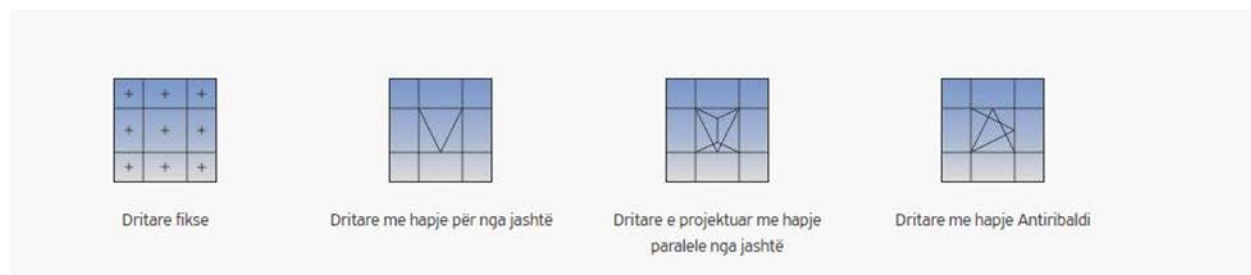 Dritare fikse
Dritare me hapje për nga jashtë
Dritare e projektuar me hapje
paralele nga jashtë
Dritare me hapje Antiribaldi